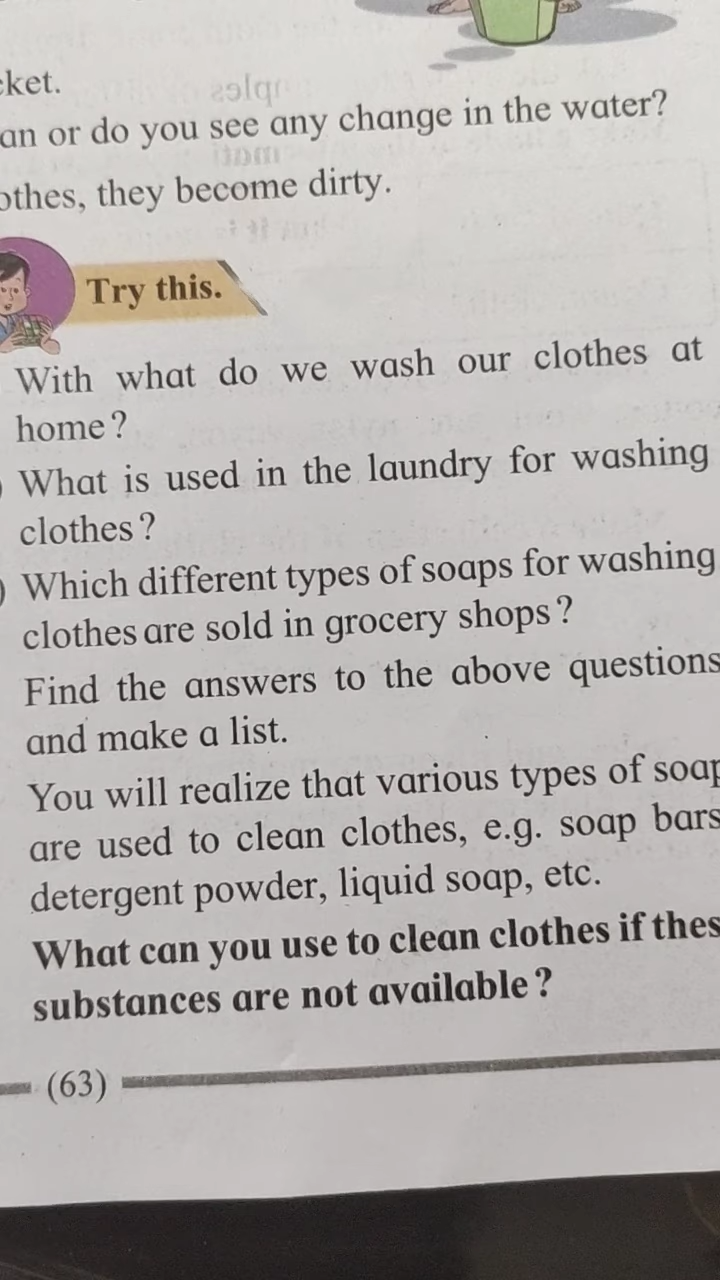 cket.
an or do you see any change in the water?
othes, they become dirty.
Try this.
With what do we wash our clothes at
home?
What is used in the laundry for washing
clothes?
) Which different types of soaps for washing
clothes are sold in grocery shops?
Find the answers to the above questions
and make a list.
You will realize that various types of soap
are used to clean clothes, e.g. soap bars
detergent powder, liquid soap, etc.
What can you use to clean clothes if thes
substances are not available?
(63)